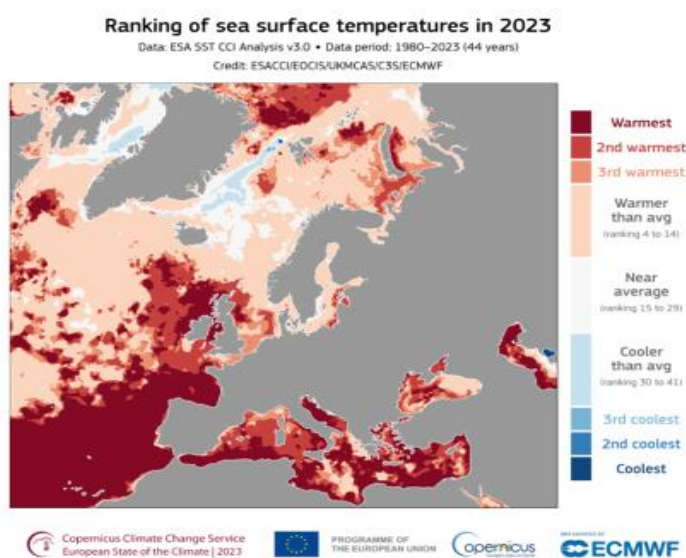 Ranking of sea surface temperatures in 2023
Data: ESA SST CCI Analysis v3.0 • Data period: 1980–2023 (44 years)
Credit: ESACCI/EOCIS/UKMCAS/C3S/ECMWF
Warmest
2nd warmest
3rd warmest
Warmer
than avg
(ranking 4 to 14)
Near
average
(ranking 15 to 29)
Cooler
than avg
(ranking 30 to 41)
3rd coolest
2nd coolest
Coolest
Copernicus Climate Change Service
European State of the Climate | 2023
PROGRAMME OF
THE EUROPEAN UNION
opernicus
ECMWF